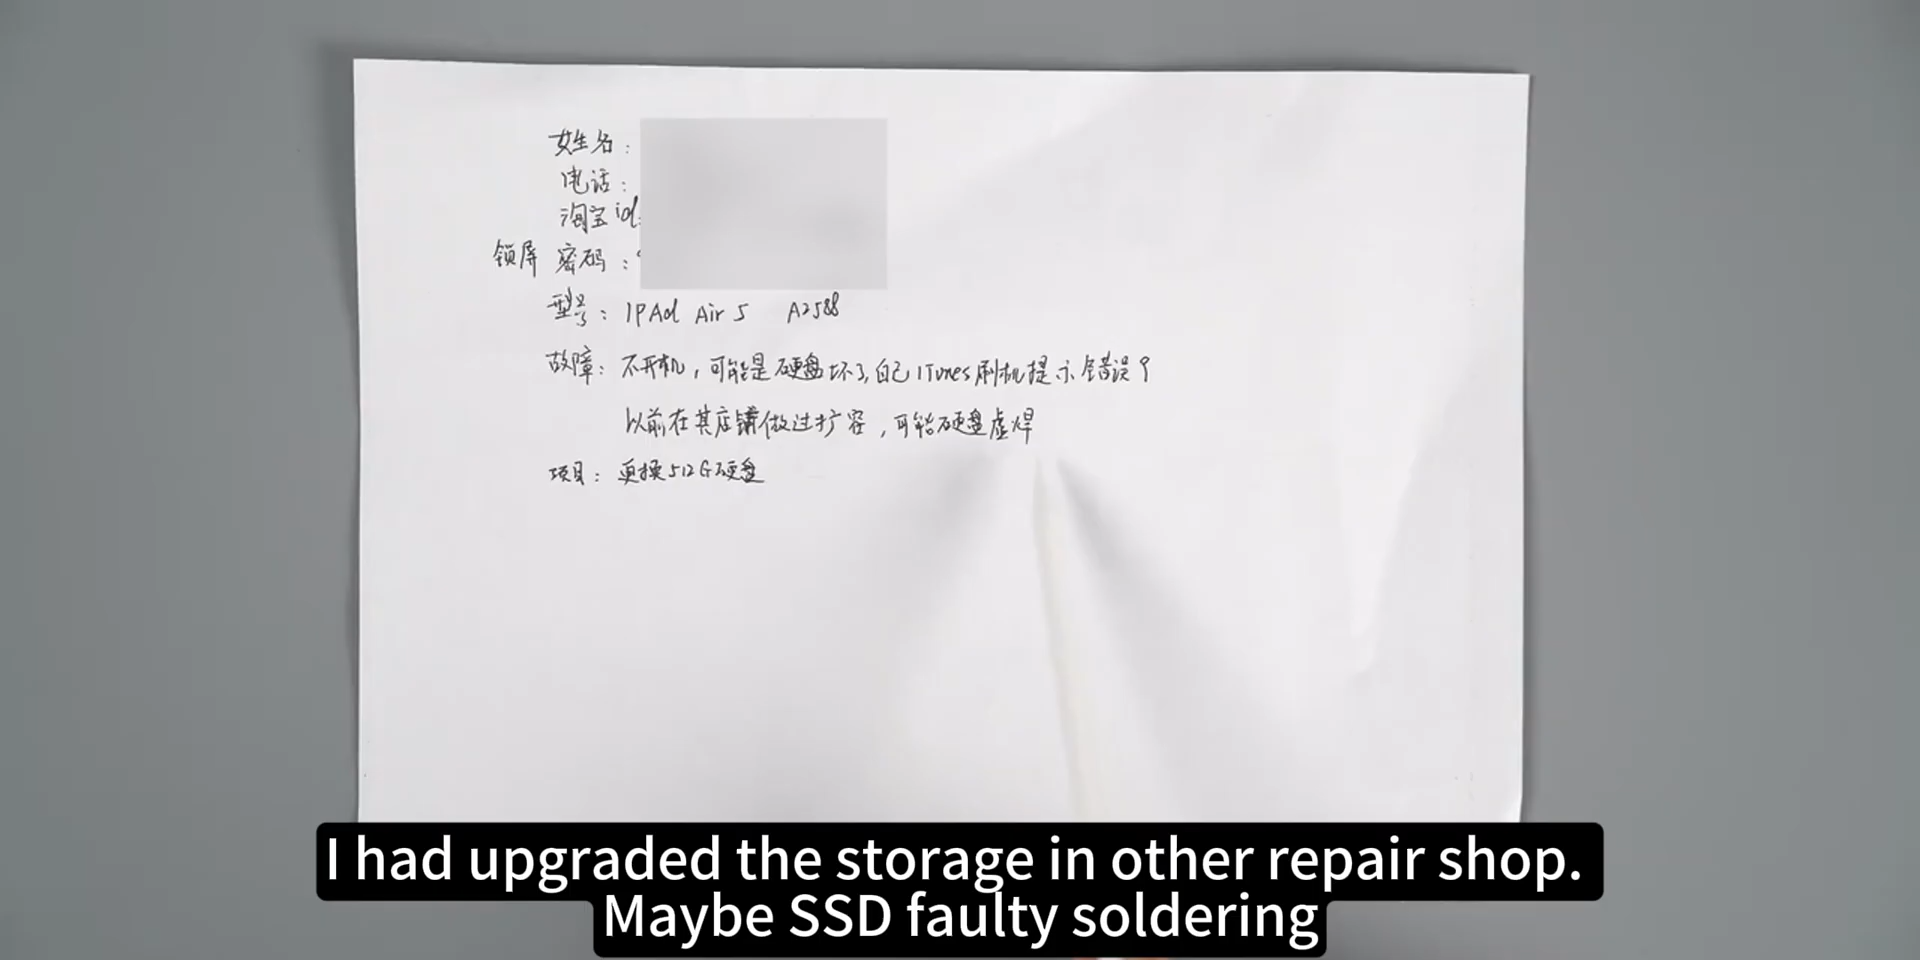 女生名：
电话：
淘宝id:
锁屏密码：
型号：IPAd Air 5 A2588
故障：不开机，可能是硬盘坏了,自己ITunes刷机提示错误9
以前在其店铺做过扩容，可能硬盘虚焊
项目：更换512G硬盘
I had upgraded the storage in other repair shop.
Maybe SSD faulty soldering